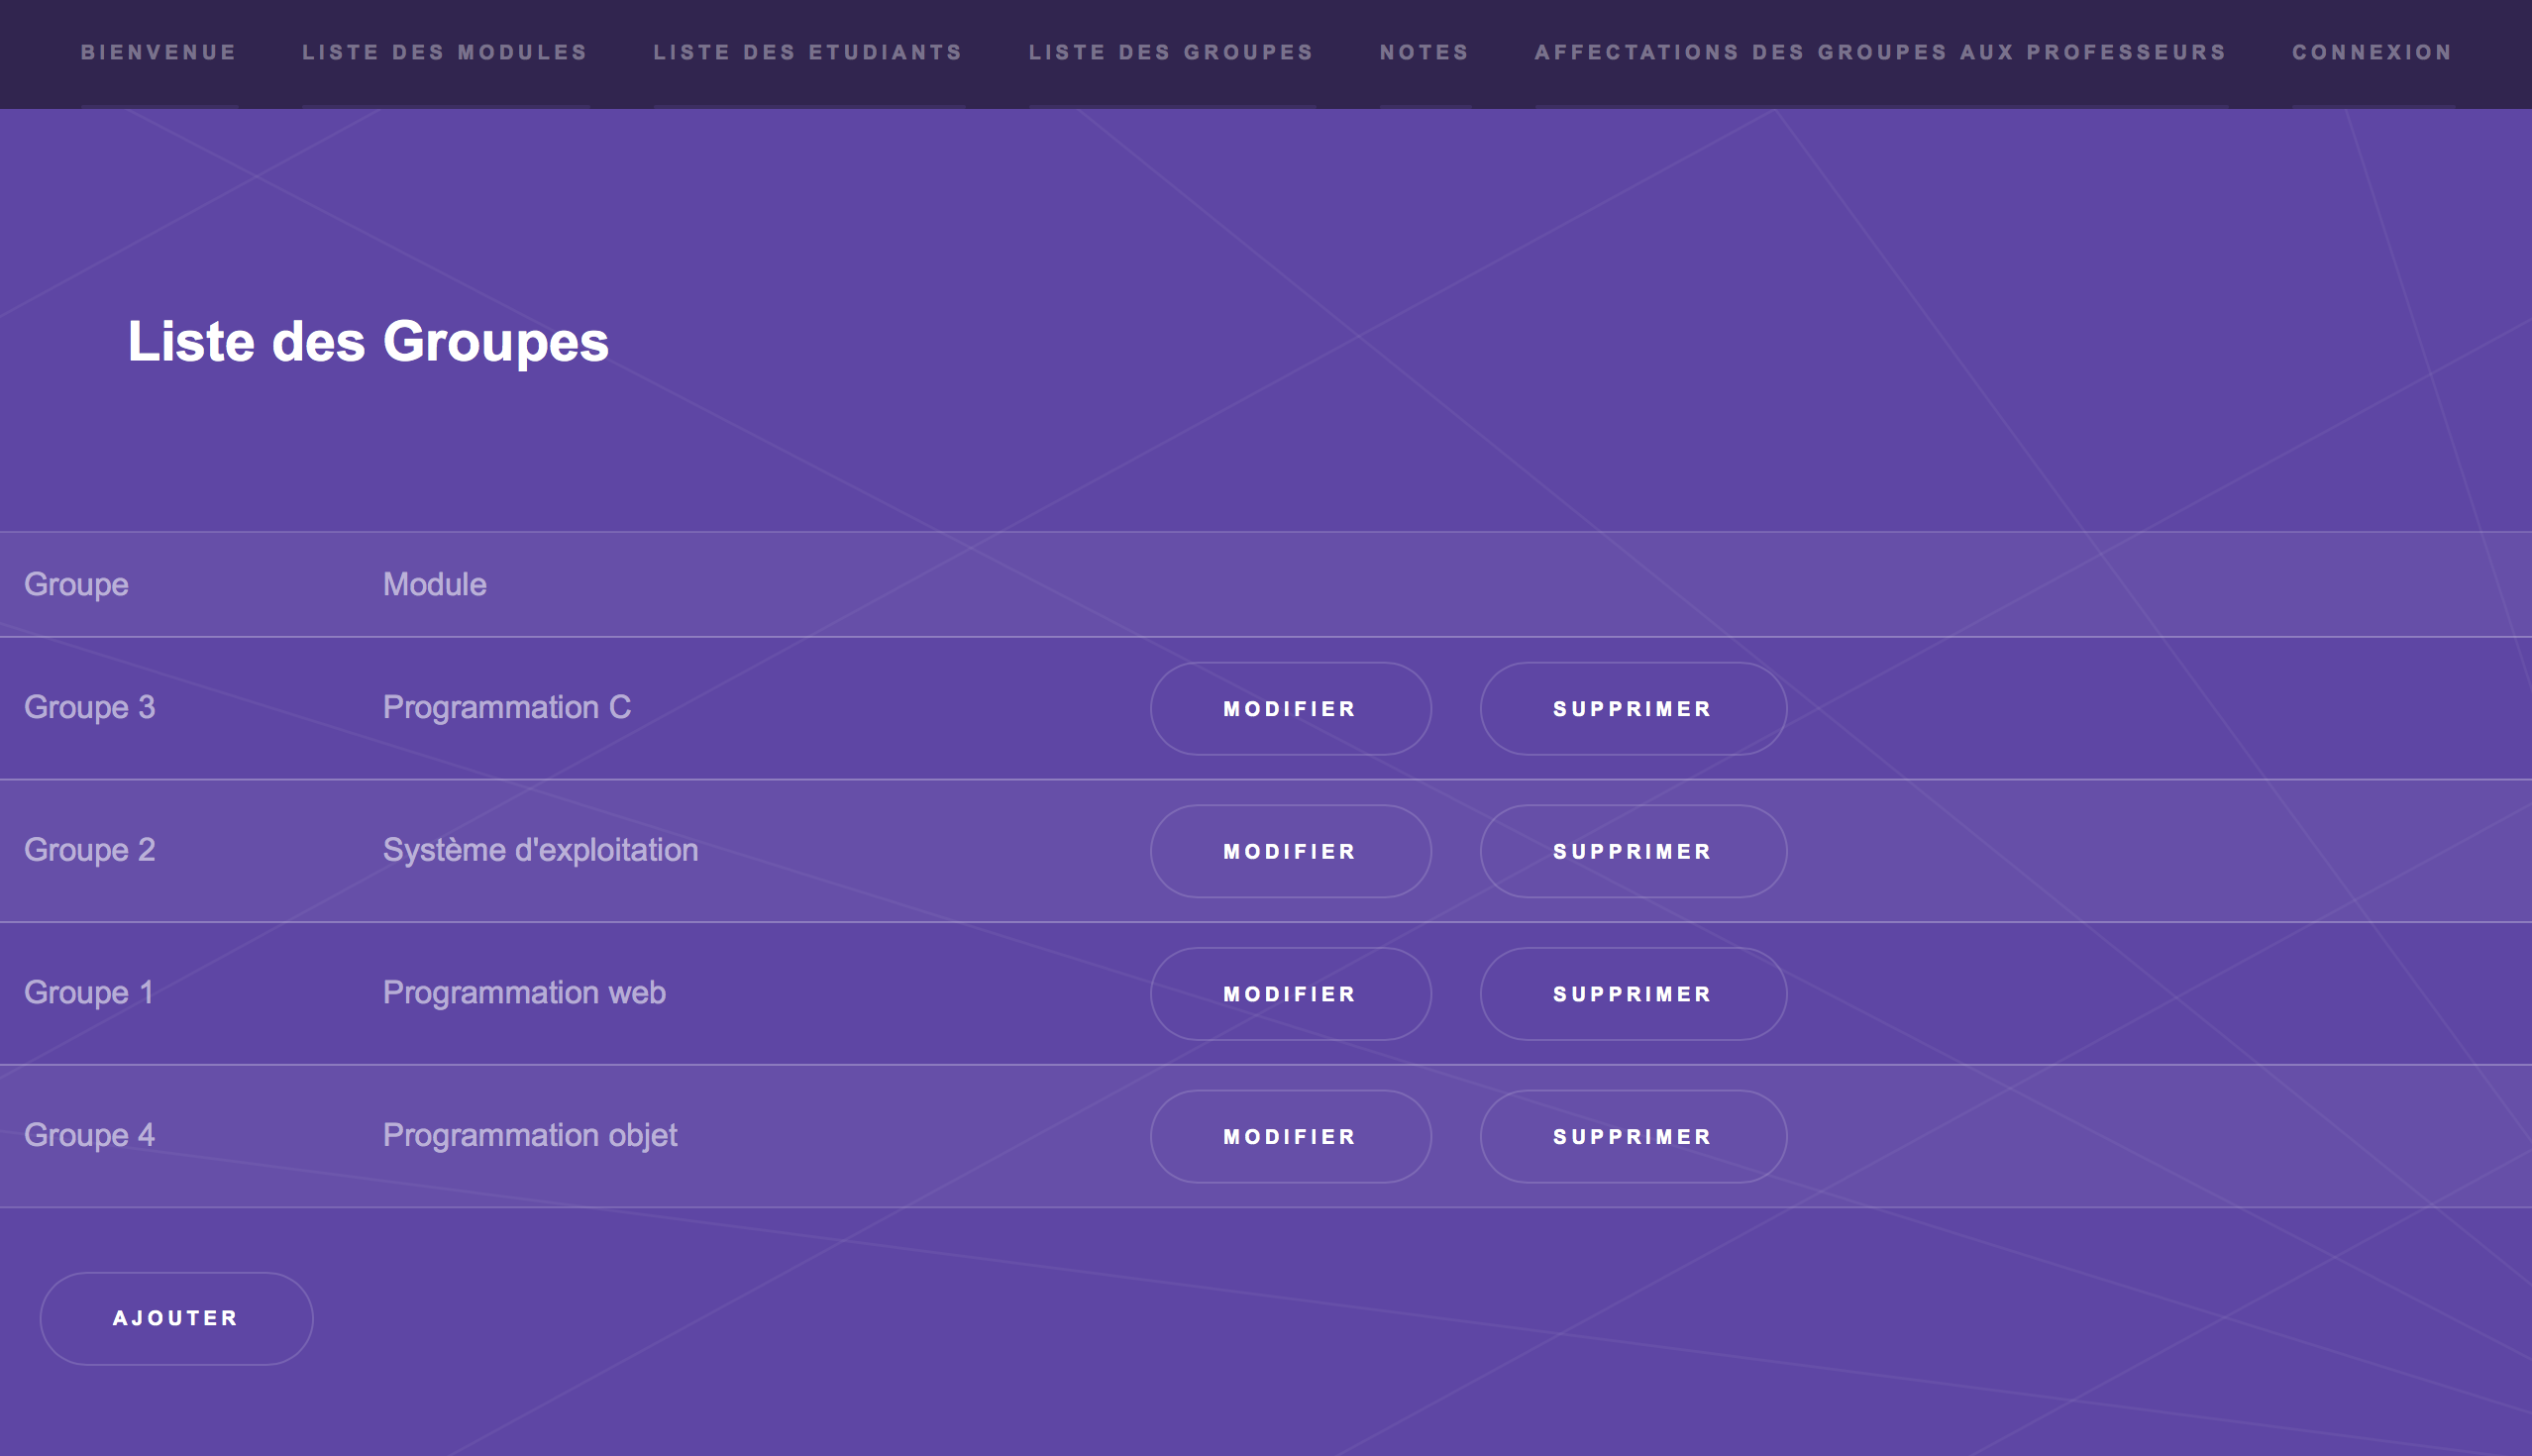 BIENVENUE LISTE DES MODULES LISTE DES ETUDIANTS LISTE DES GROUPES NOTES AFFECTATIONS DES GROUPES AUX PROFESSEURS CONNEXION
Liste des Groupes
Groupe Module
Groupe 3 Programmation C MODIFIER SUPPRIMER
Groupe 2 Système d'exploitation MODIFIER SUPPRIMER
Groupe 1 Programmation web MODIFIER SUPPRIMER
Groupe 4 Programmation objet MODIFIER SUPPRIMER
AJOUTER